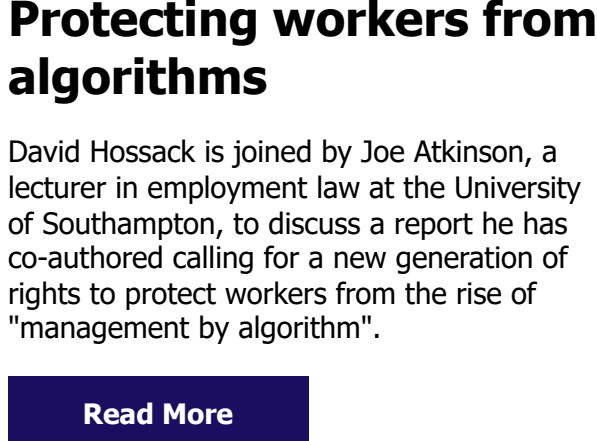 Protecting workers from
algorithms
David Hossack is joined by Joe Atkinson, a
lecturer in employment law at the University
of Southampton, to discuss a report he has
co-authored calling for a new generation of
rights to protect workers from the rise of
"management by algorithm".
Read More